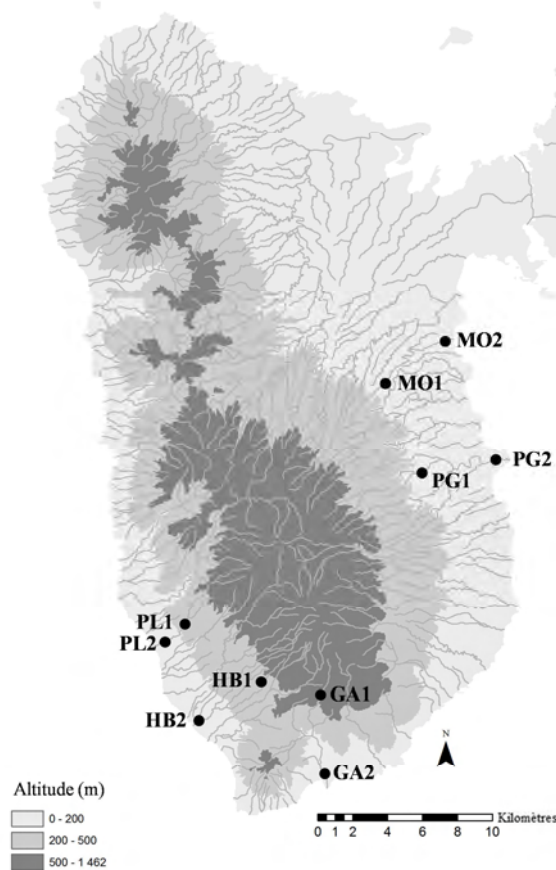 MO2
MO1
PG2
PG1
PL1
PL2
HB1
GA1
HB2
N
GA2
Altitude (m)
0 - 200
200 - 500
500 - 1 462
Kilomètres
0 1 2 4 6 8 10